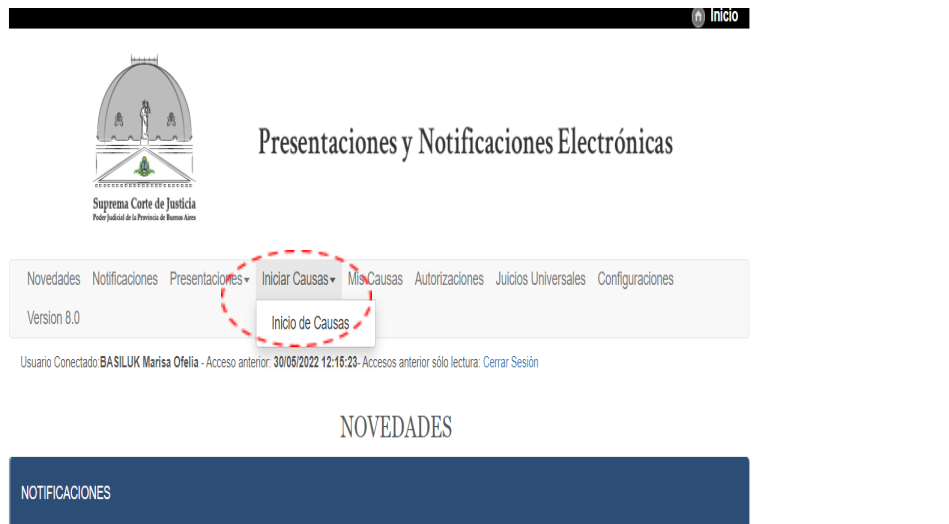 Inicio
Presentaciones y Notificaciones Electrónicas
Suprema Corte de Justicia
Poder Judicial de la Provincia de Buenos Aires
Novedades Notificaciones Presentaciones Iniciar Causas Mis Causas Autorizaciones Juicios Universales Configuraciones
Version 8.0 Inicio de Causas
Usuario Conectado:BASILUK Marisa Ofelia - Acceso anterior: 30/05/2022 12:15:23- Accesos anterior sólo lectura: Cerrar Sesión
NOVEDADES
NOTIFICACIONES